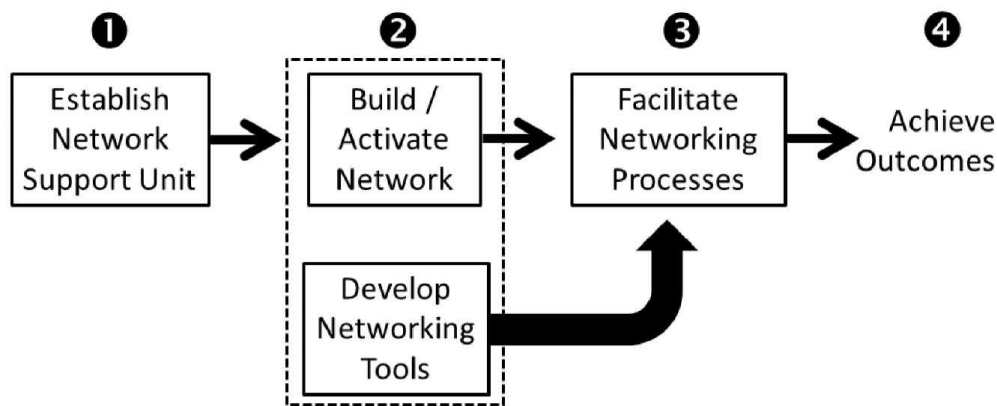 ❶
Establish
Network
Support Unit
❷
Build /
Activate
Network
Develop
Networking
Tools
❸
Facilitate
Networking
Processes
❹
Achieve
Outcomes